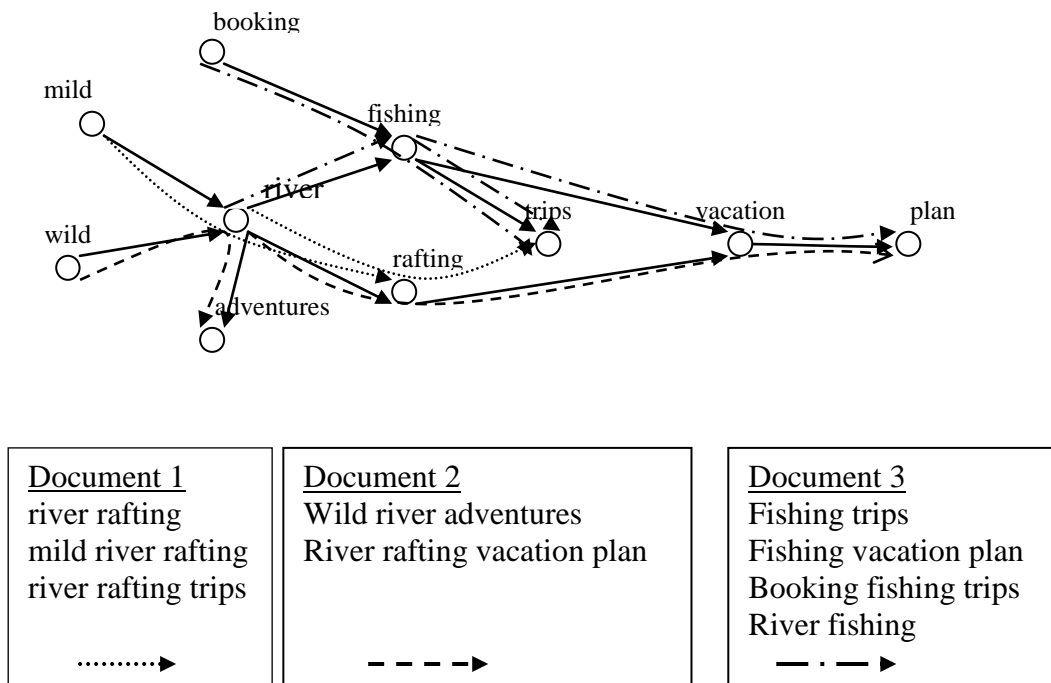 booking
mild
fishing
river
wild
trips
vacation
plan
rafting
adventures
Document 1
river rafting
mild river rafting
river rafting trips
Document 2
Wild river adventures
River rafting vacation plan
Document 3
Fishing trips
Fishing vacation plan
Booking fishing trips
River fishing